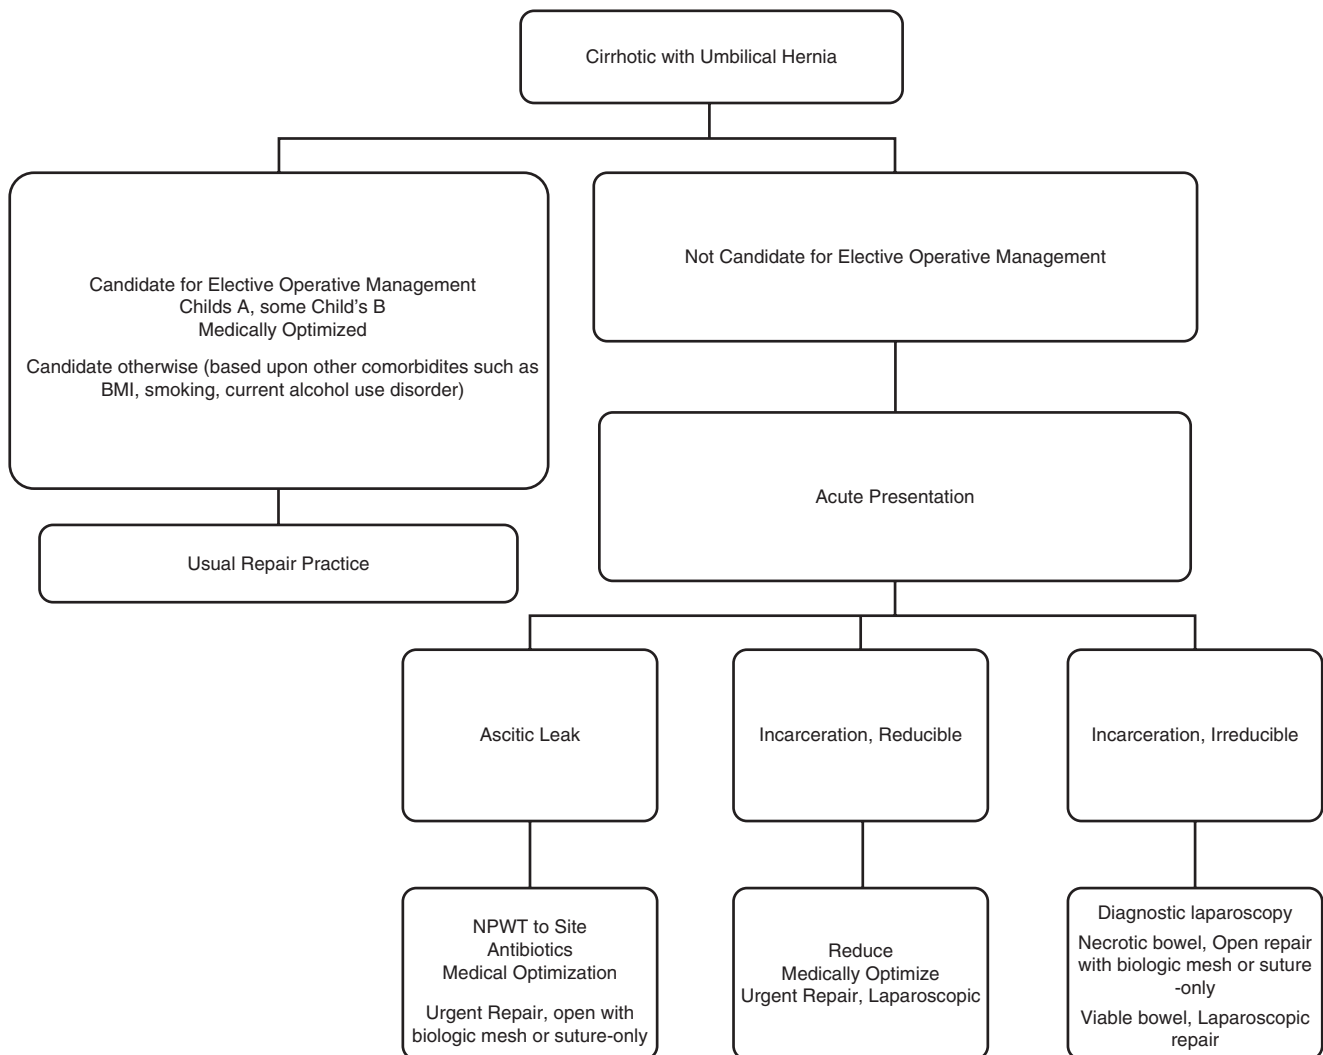 Cirrhotic with Umbilical Hernia
Candidate for Elective Operative Management
Childs A, some Child's B
Medically Optimized
Candidate otherwise (based upon other comorbidites such as
BMI, smoking, current alcohol use disorder)
Not Candidate for Elective Operative Management
Usual Repair Practice
Acute Presentation
Ascitic Leak
Incarceration, Reducible
Incarceration, Irreducible
NPWT to Site
Antibiotics
Medical Optimization
Urgent Repair, open with
biologic mesh or suture-only
Reduce
Medically Optimize
Urgent Repair, Laparoscopic
Diagnostic laparoscopy
Necrotic bowel, Open repair
with biologic mesh or suture
-only
Viable bowel, Laparoscopic
repair